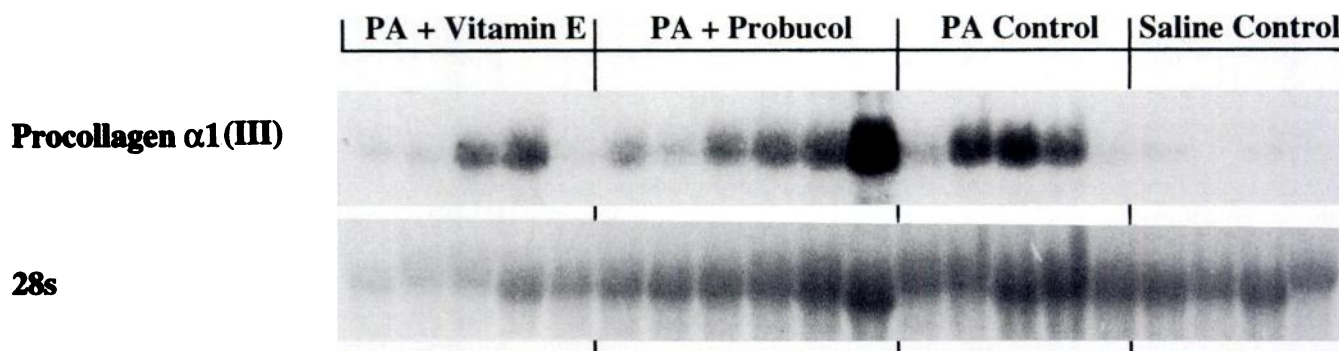 PA + Vitamin E PA + Probucol PA Control Saline Control
Procollagen α1(III)
28s